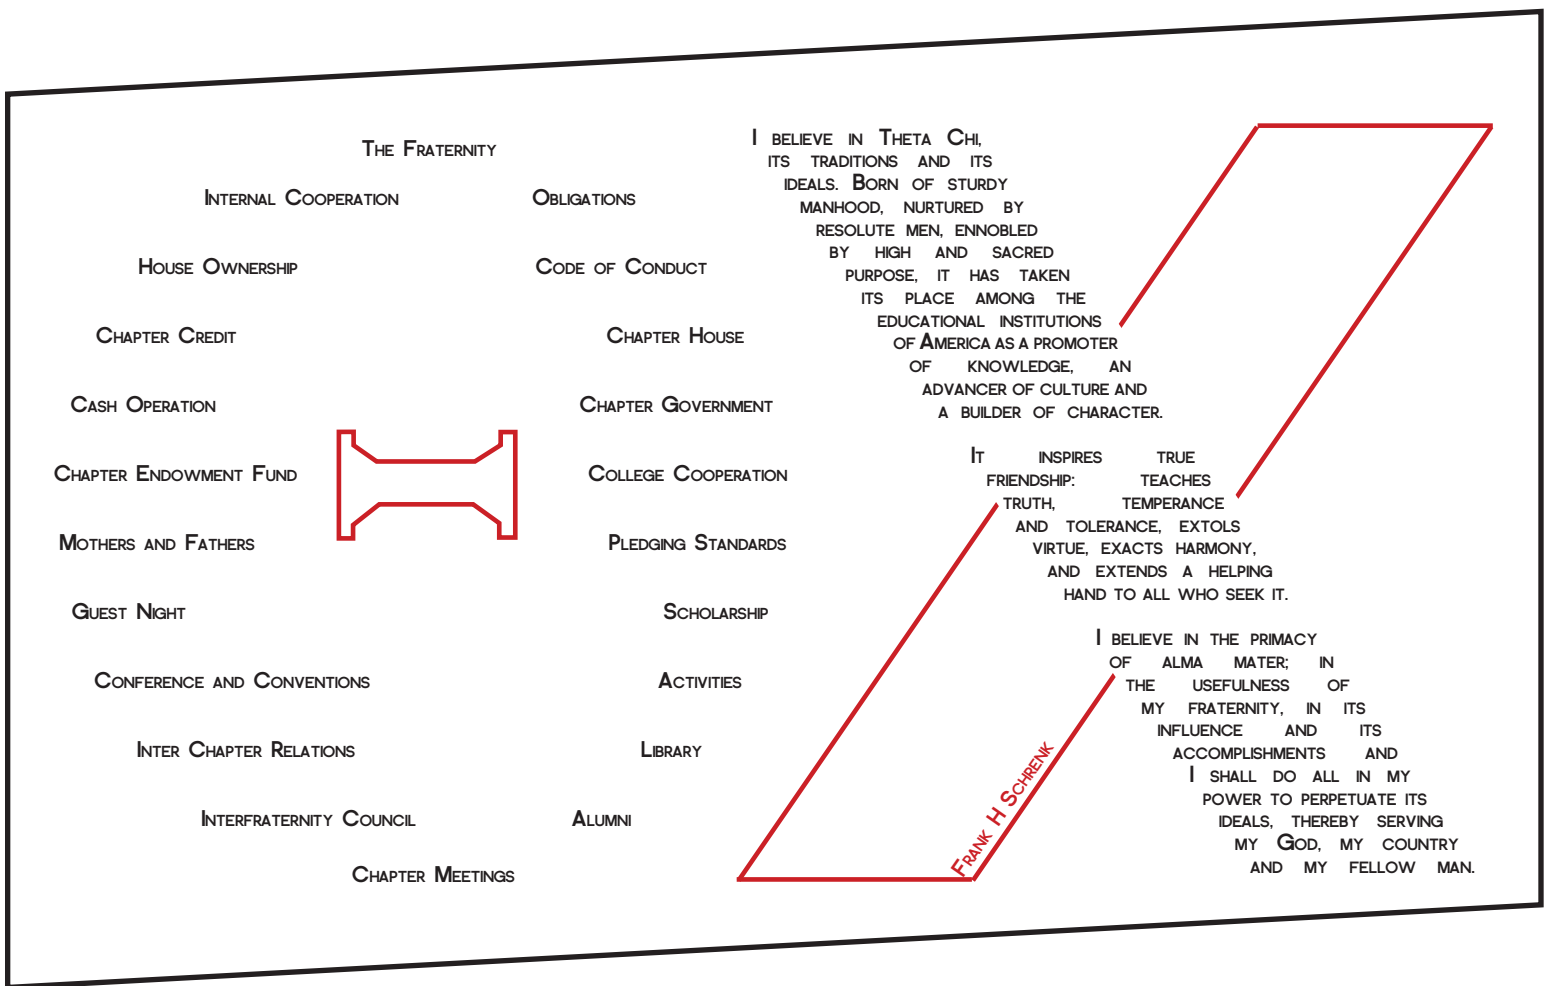 The Fraternity
Internal Cooperation
Obligations
House Ownership
Code of Conduct
Chapter Credit
Chapter House
Cash Operation
Chapter Government
Chapter Endowment Fund
College Cooperation
Mothers and Fathers
Pledging Standards
Guest Night
Scholarship
Conference and Conventions
Activities
Inter Chapter Relations
Library
Interfraternity Council
Alumni
Chapter Meetings
I believe in Theta Chi,
its traditions and its
ideals. Born of sturdy
manhood, nurtured by
resolute men, ennobled
by high and sacred
purpose, it has taken
its place among the
educational institutions
of America as a promoter
of knowledge, an
advancer of culture and
a builder of character.
It inspires true
friendship: teaches
truth, temperance
and tolerance, extols
virtue, exacts harmony,
and extends a helping
hand to all who seek it.
I believe in the primacy
of alma mater; in
the usefulness of
my fraternity, in its
influence and its
accomplishments and
I shall do all in my
power to perpetuate its
ideals, thereby serving
my God, my country
and my fellow man.
Frank H Schrenk